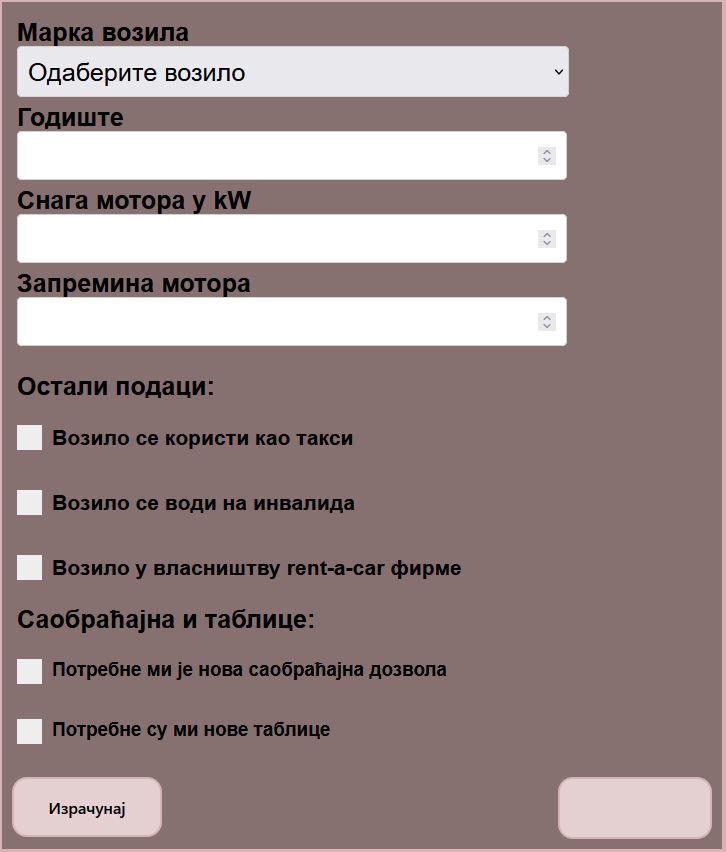 Марка возила
Одаберите возило
Годиште
Снага мотора у kW
Запремина мотора
Остали подаци:
Возило се користи као такси
Возило се води на инвалида
Возило у власништву rent-a-car фирме
Саобраћајна и таблице:
Потребне ми је нова саобраћајна дозвола
Потребне су ми нове таблице
Израчунај